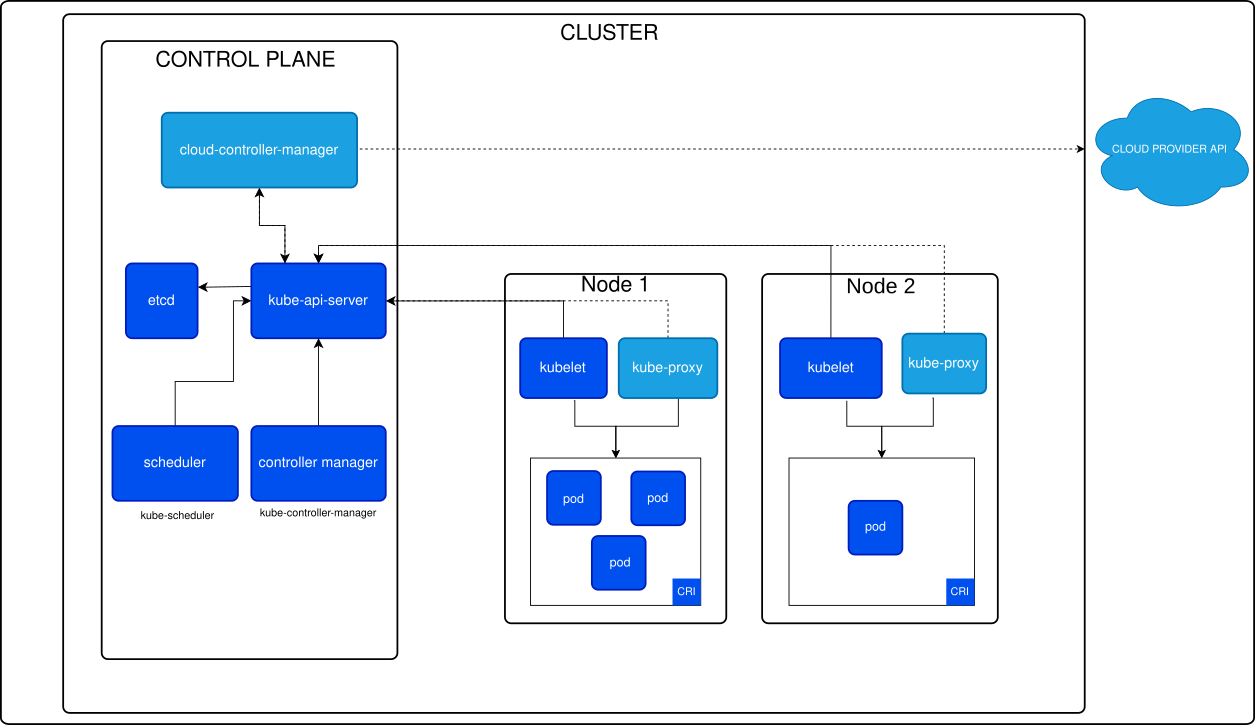 CLUSTER
CONTROL PLANE
cloud-controller-manager
CLOUD PROVIDER API
etcd
kube-api-server
scheduler
controller manager
kube-scheduler
kube-controller-manager
Node 1
kubelet
kube-proxy
pod
pod
pod
CRI
Node 2
kubelet
kube-proxy
pod
CRI